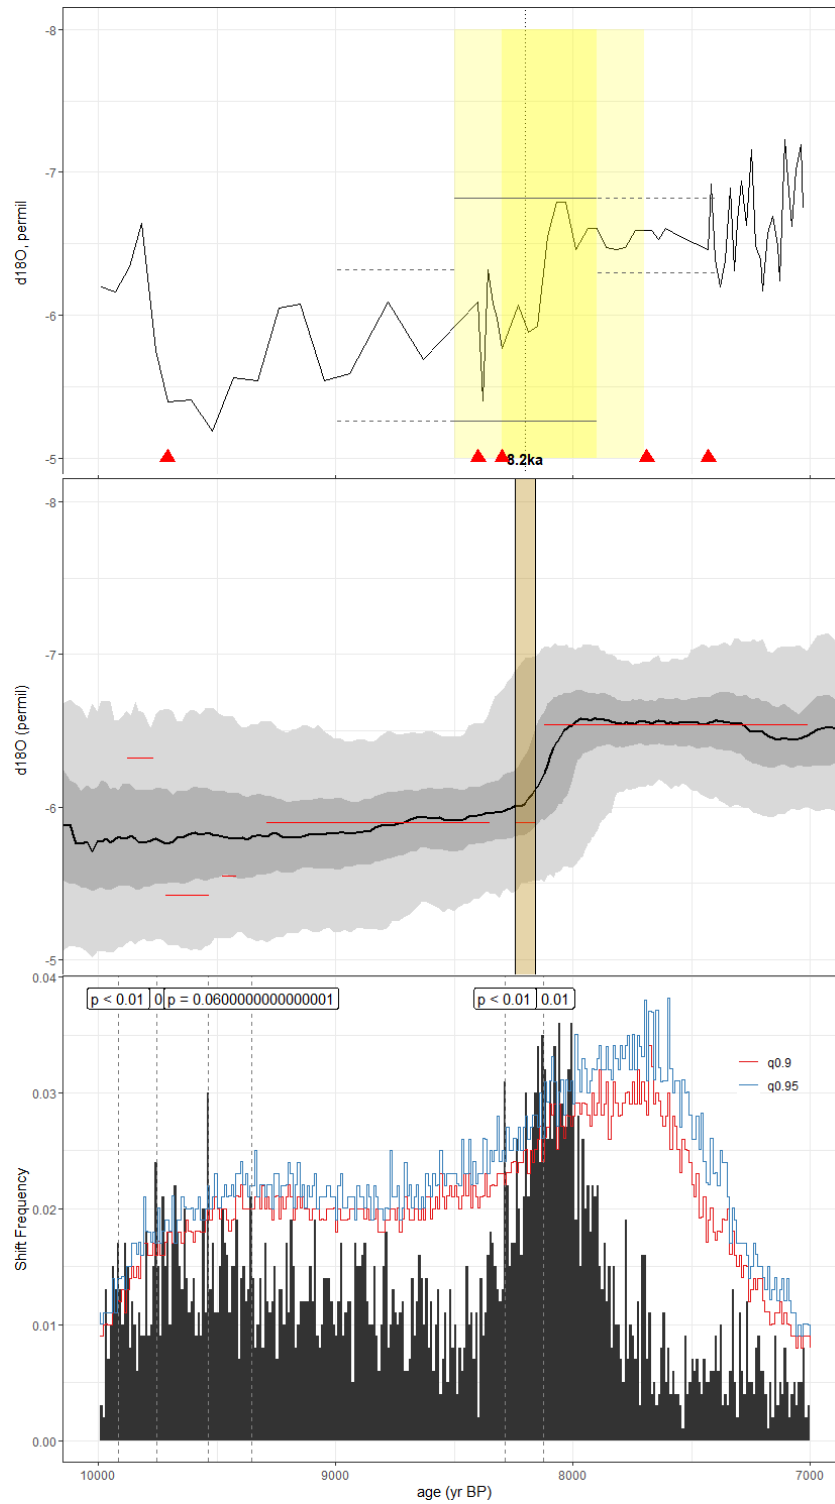 -8
-7
-6
-5
d18O, permil
8.2ka
-8
-7
-6
-5
d18O (permil)
0.04
0.03
0.02
0.01
0.00
Shift Frequency
p < 0.01
0
p = 0.0600000000000001
p < 0.01
0.01
q0.9
q0.95
10000
9000
8000
7000
age (yr BP)